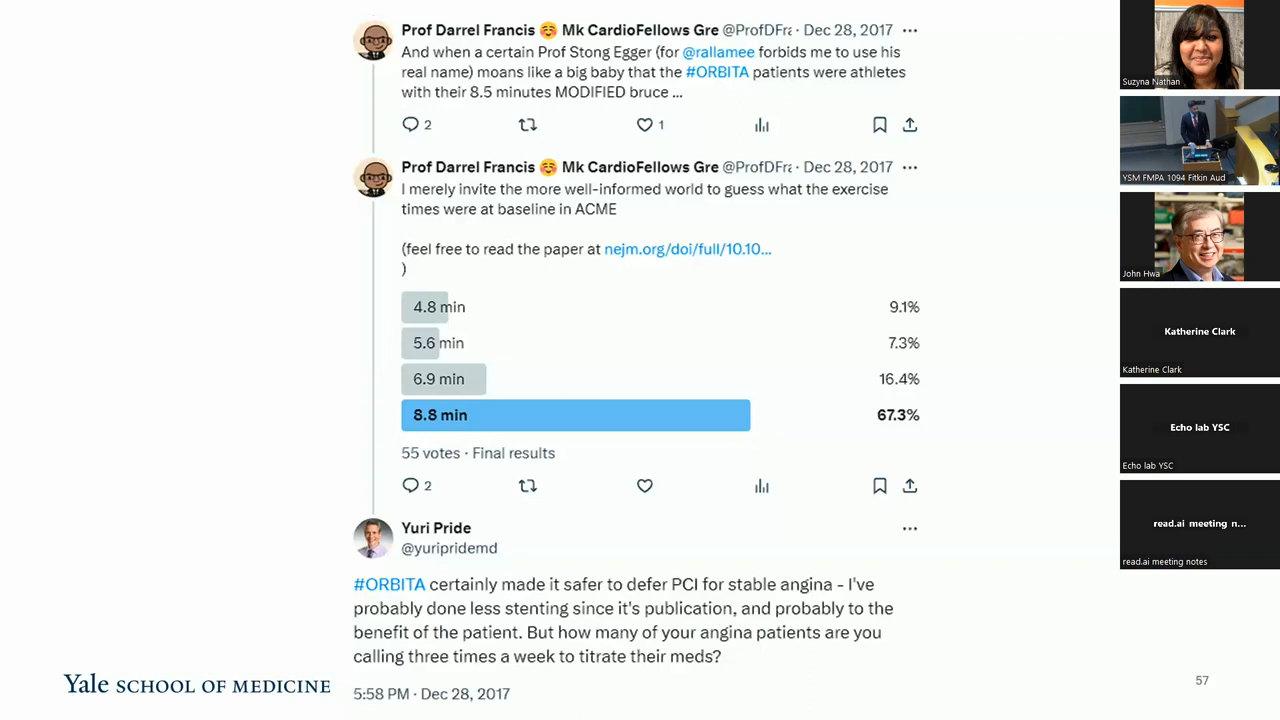 Prof Darrel Francis ☺️ Mk CardioFellows Gre @ProfDFra · Dec 28, 2017 ···
And when a certain Prof Stong Egger (for @rallamee forbids me to use his
real name) moans like a big baby that the #ORBITA patients were athletes
with their 8.5 minutes MODIFIED bruce ...
2
1
Prof Darrel Francis ☺️ Mk CardioFellows Gre @ProfDFra · Dec 28, 2017 ···
I merely invite the more well-informed world to guess what the exercise
times were at baseline in ACME
(feel free to read the paper at nejm.org/doi/full/10.10...
)
4.8 min 9.1%
5.6 min 7.3%
6.9 min 16.4%
8.8 min 67.3%
55 votes · Final results
2
Yuri Pride ···
@yuripridemd
#ORBITA certainly made it safer to defer PCI for stable angina - I've
probably done less stenting since it's publication, and probably to the
benefit of the patient. But how many of your angina patients are you
calling three times a week to titrate their meds?
5:58 PM · Dec 28, 2017
Yale SCHOOL OF MEDICINE
57
Suzyna Nathan
YSM FMPA 1094 Fitkin Aud
John Hwa
Katherine Clark
Katherine Clark
Echo lab YSC
Echo lab YSC
read.ai meeting n...
read.ai meeting notes